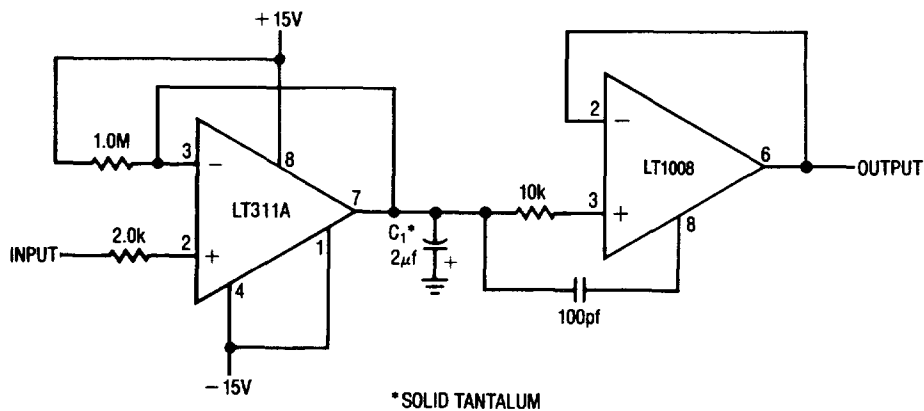 +15V
1.0M
3
−
8
LT311A
7
1
INPUT
2.0k
2
+
4
−15V
C1*
2μf
+
10k
100pf
2
−
LT1008
6
OUTPUT
3
+
8
*SOLID TANTALUM